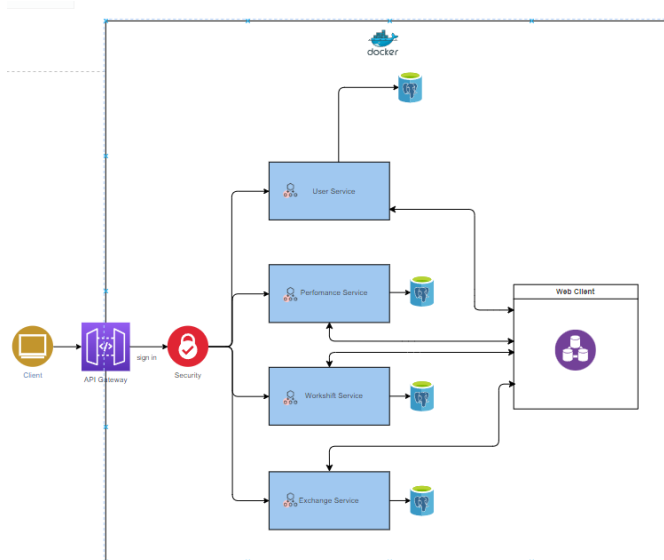 docker
User Service
Perfomance Service
Web Client
sign in
Client
API Gateway
Security
Workshift Service
Exchange Service